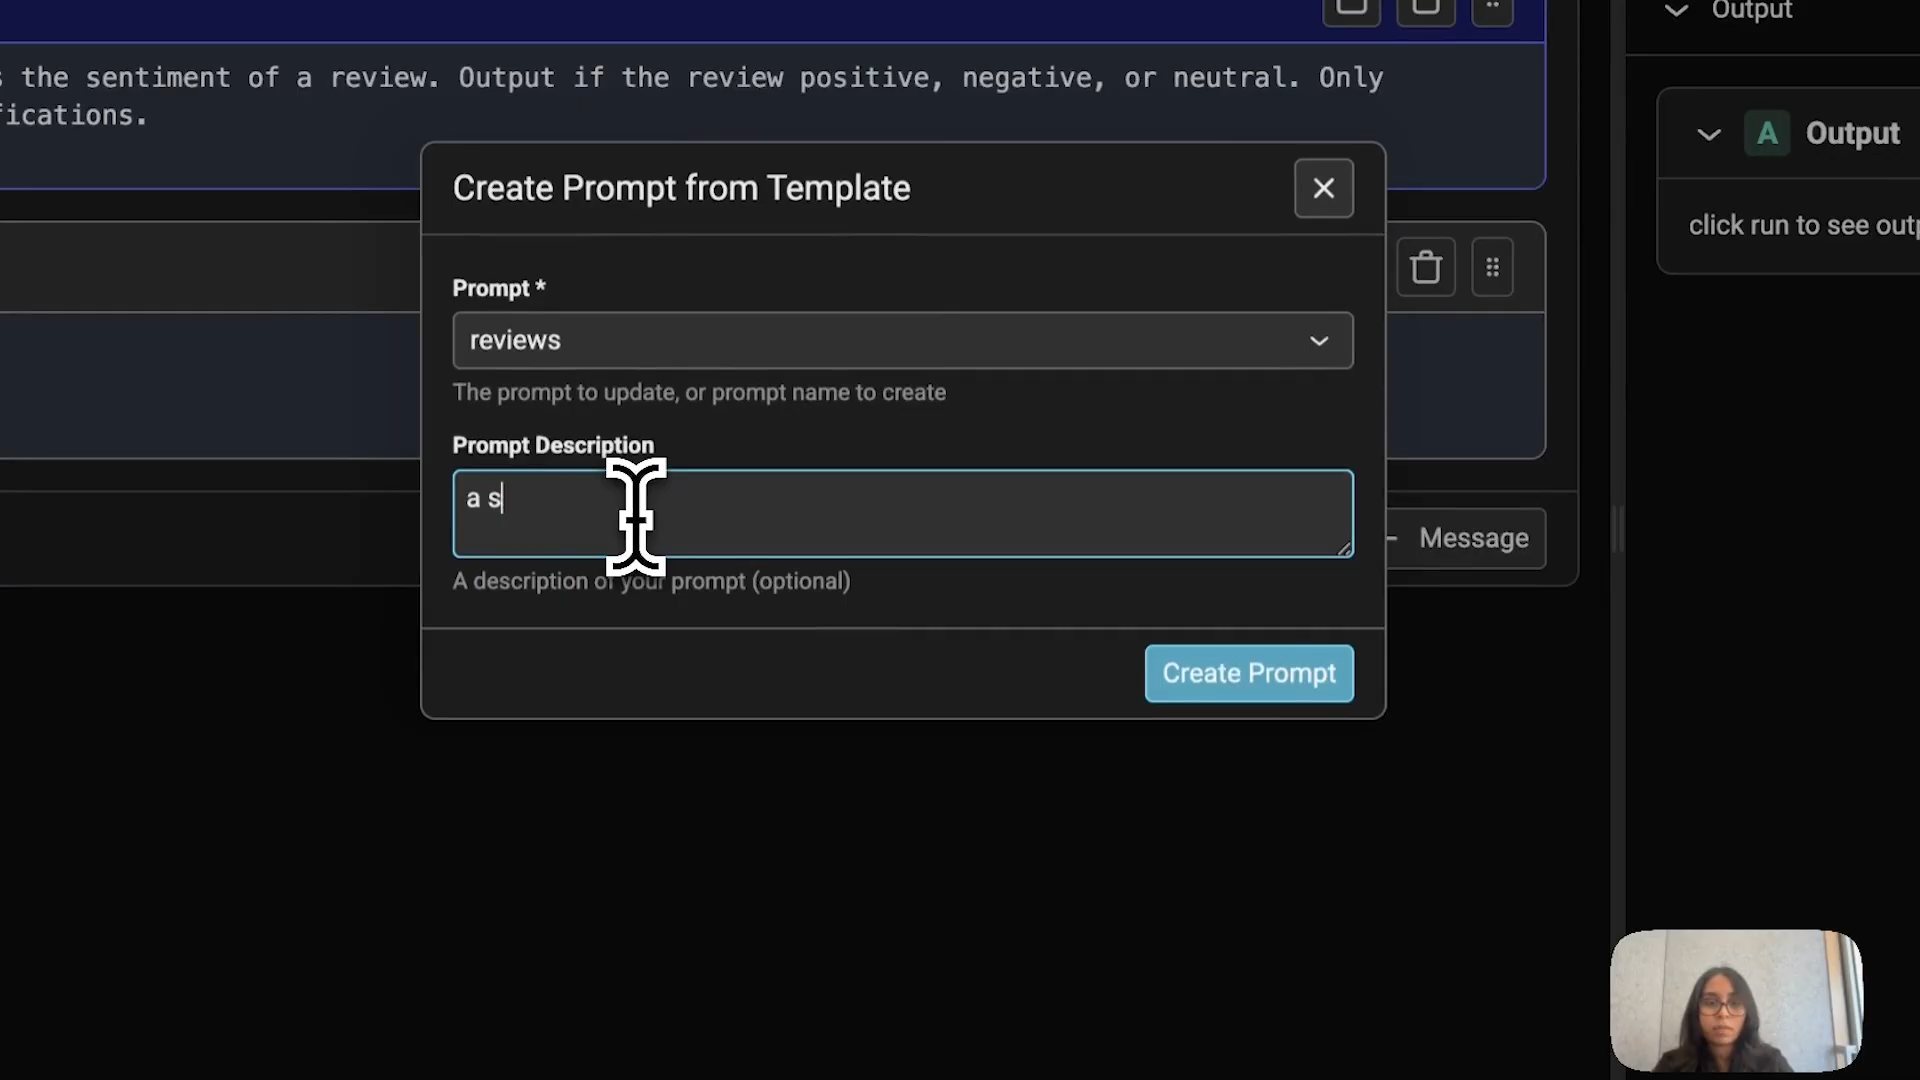 Output
the sentiment of a review. Output if the review positive, negative, or neutral. Only
fications.
Create Prompt from Template
A Output
click run to see outp
Prompt *
reviews
The prompt to update, or prompt name to create
Prompt Description
a s
A description of your prompt (optional)
Message
Create Prompt